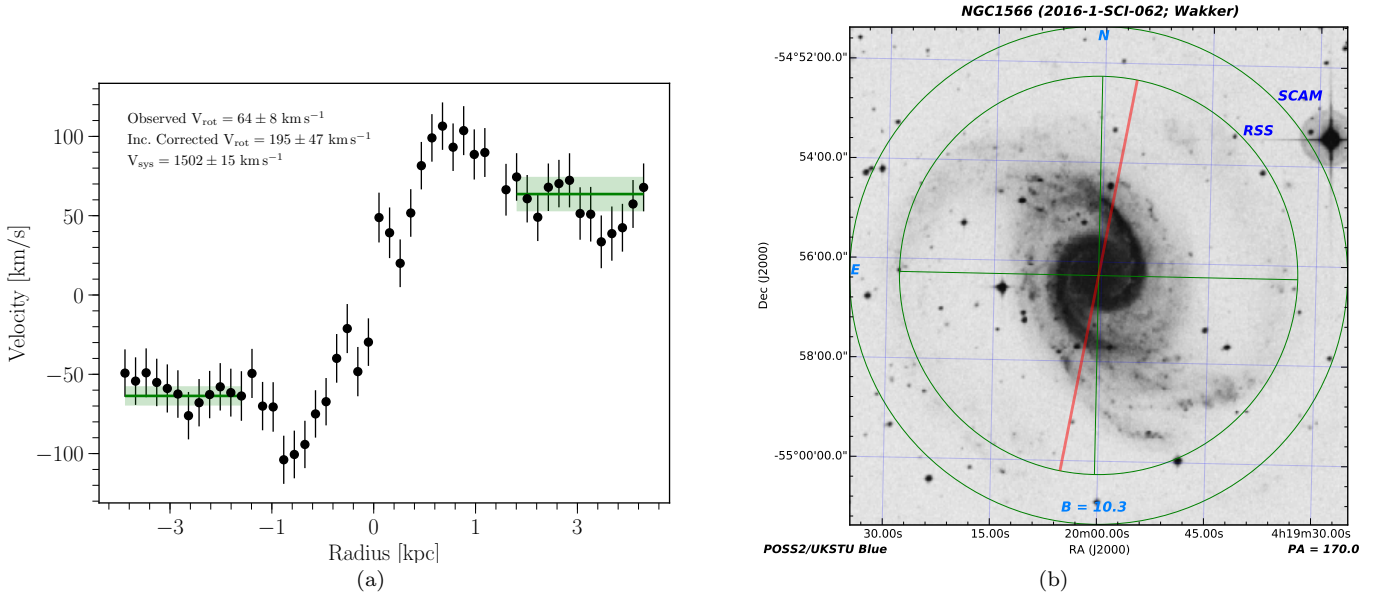 Observed V_rot = 64 ± 8 km s⁻¹
Inc. Corrected V_rot = 195 ± 47 km s⁻¹
V_sys = 1502 ± 15 km s⁻¹
100
50
0
−50
−100
Velocity [km/s]
−3
−1
0
1
3
Radius [kpc]
(a)
NGC1566 (2016-1-SCI-062; Wakker)
N
SCAM
RSS
E
B = 10.3
-54°52'00.0"
54'00.0"
56'00.0"
58'00.0"
-55°00'00.0"
Dec (J2000)
30.00s
15.00s
20m00.00s
45.00s
4h19m30.00s
POSS2/UKSTU Blue
RA (J2000)
PA = 170.0
(b)